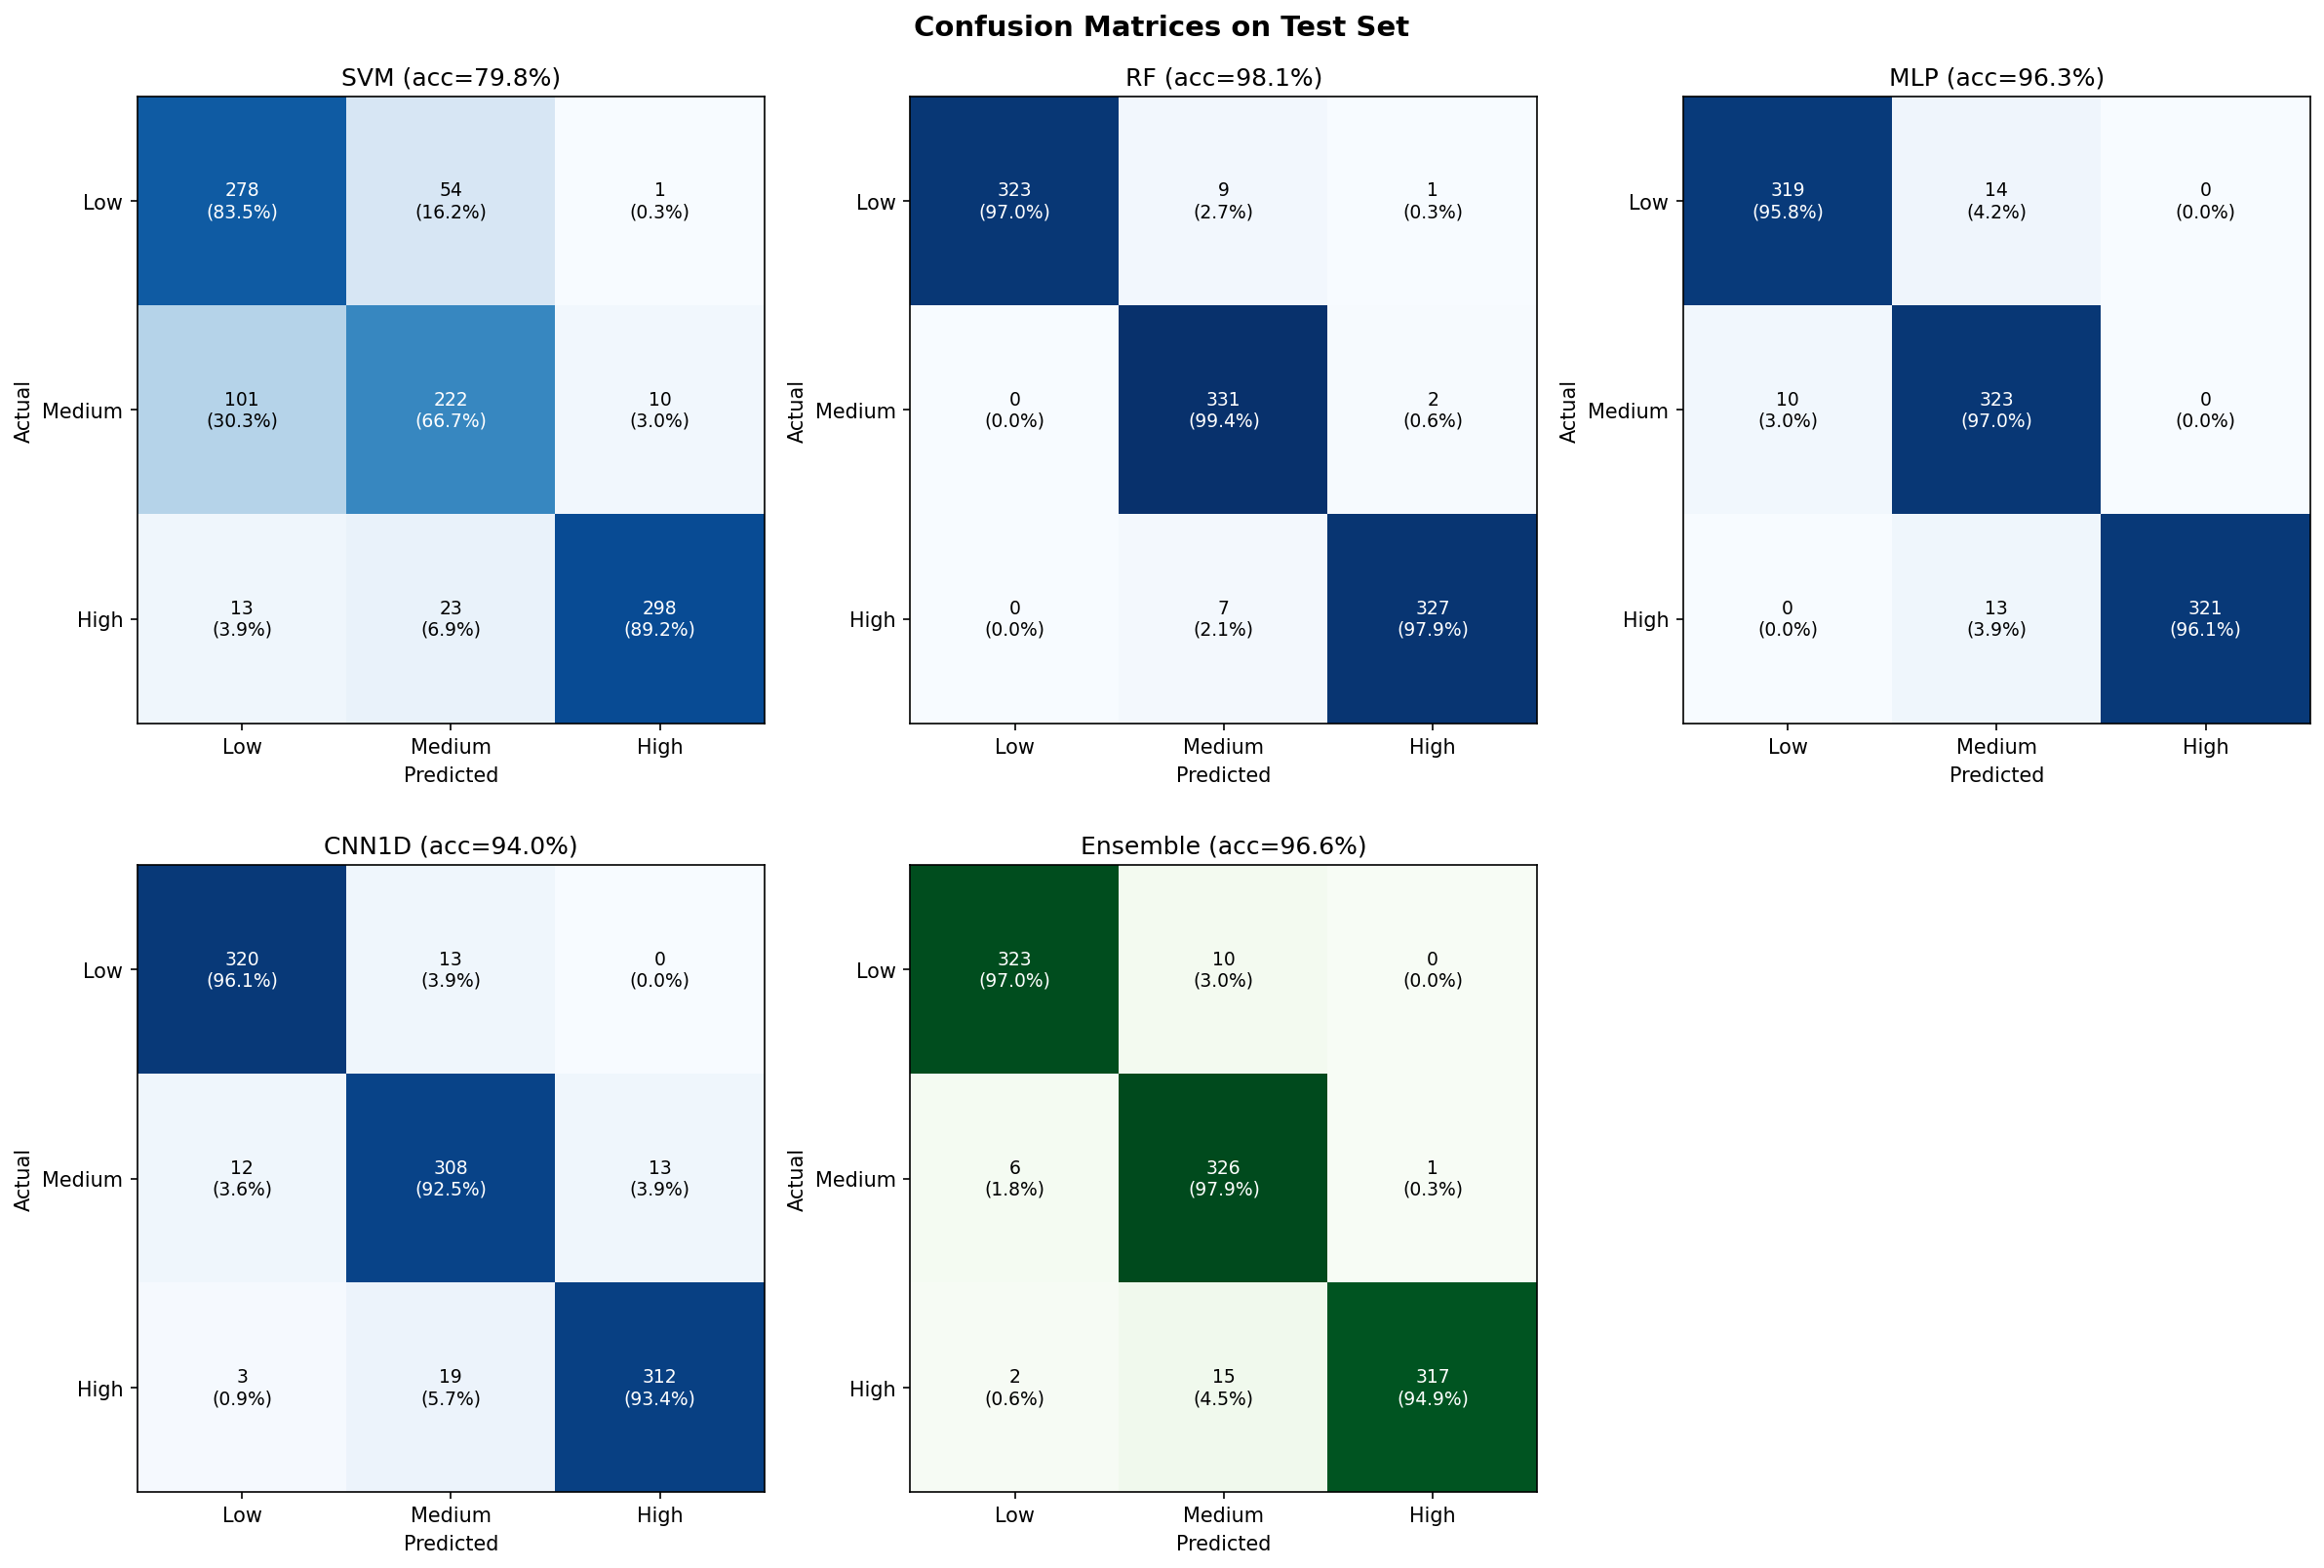 Confusion Matrices on Test Set
SVM (acc=79.8%)
Actual
Low
278
(83.5%)
54
(16.2%)
1
(0.3%)
Medium
101
(30.3%)
222
(66.7%)
10
(3.0%)
High
13
(3.9%)
23
(6.9%)
298
(89.2%)
Low
Medium
High
Predicted
RF (acc=98.1%)
Actual
Low
323
(97.0%)
9
(2.7%)
1
(0.3%)
Medium
0
(0.0%)
331
(99.4%)
2
(0.6%)
High
0
(0.0%)
7
(2.1%)
327
(97.9%)
Low
Medium
High
Predicted
MLP (acc=96.3%)
Actual
Low
319
(95.8%)
14
(4.2%)
0
(0.0%)
Medium
10
(3.0%)
323
(97.0%)
0
(0.0%)
High
0
(0.0%)
13
(3.9%)
321
(96.1%)
Low
Medium
High
Predicted
CNN1D (acc=94.0%)
Actual
Low
320
(96.1%)
13
(3.9%)
0
(0.0%)
Medium
12
(3.6%)
308
(92.5%)
13
(3.9%)
High
3
(0.9%)
19
(5.7%)
312
(93.4%)
Low
Medium
High
Predicted
Ensemble (acc=96.6%)
Actual
Low
323
(97.0%)
10
(3.0%)
0
(0.0%)
Medium
6
(1.8%)
326
(97.9%)
1
(0.3%)
High
2
(0.6%)
15
(4.5%)
317
(94.9%)
Low
Medium
High
Predicted